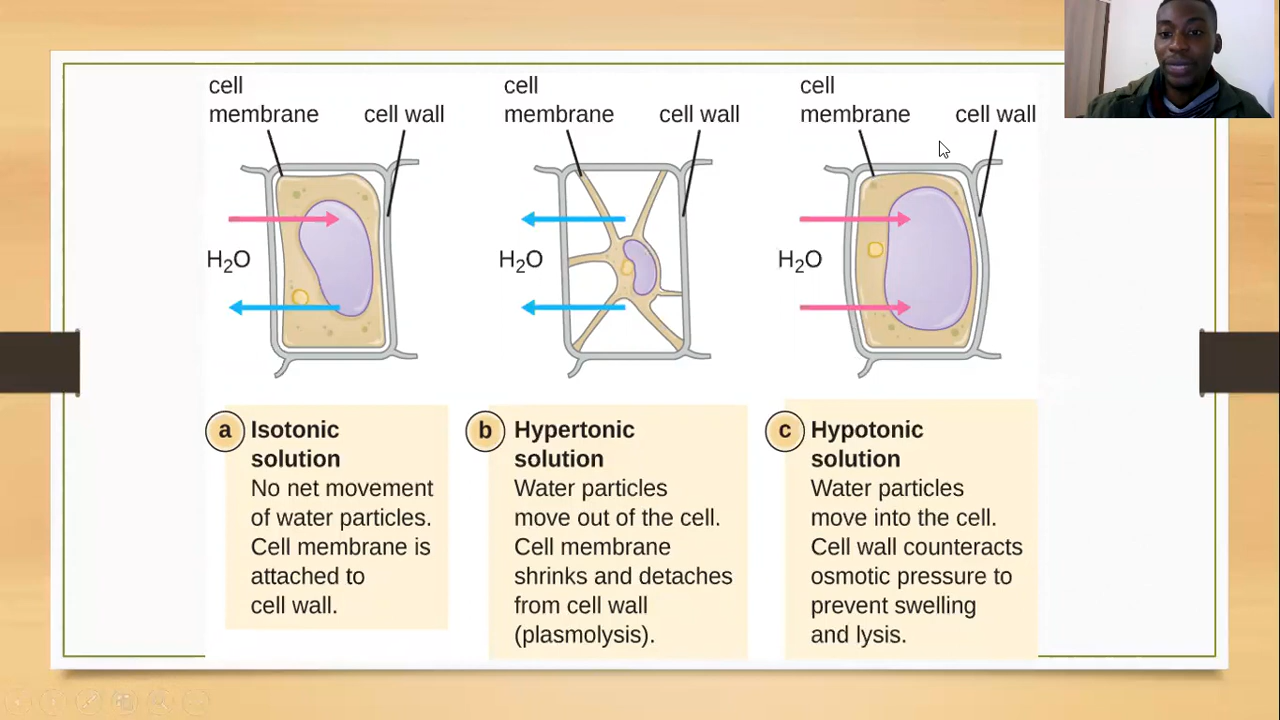 cell
membrane
cell wall
H₂O
a
Isotonic
solution
No net movement
of water particles.
Cell membrane is
attached to
cell wall.
cell
membrane
cell wall
H₂O
b
Hypertonic
solution
Water particles
move out of the cell.
Cell membrane
shrinks and detaches
from cell wall
(plasmolysis).
cell
membrane
cell wall
H₂O
c
Hypotonic
solution
Water particles
move into the cell.
Cell wall counteracts
osmotic pressure to
prevent swelling
and lysis.